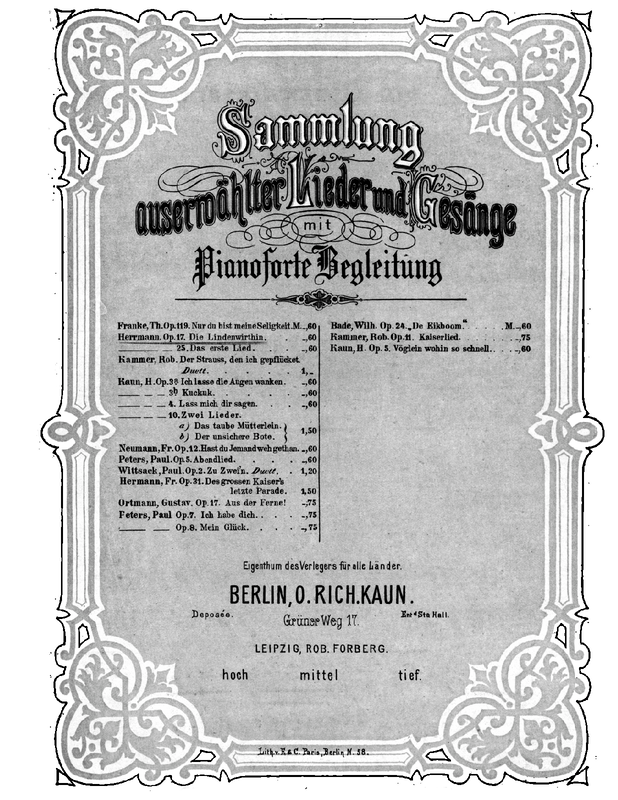 Sammlung
auserwählter Lieder und Gesänge
mit
Pianoforte Begleitung
Franke, Th. Op. 119. Nur du bist meine Seligkeit. M. -,60
Herrmann. Op. 17. Die Lindenwirthin. . -,60
——— 25. Das erste Lied. . . -,60
Kammer, Rob. Der Strauss, den ich gepflücket
Duett. . . . 1,-
Kaun, H. Op. 3a Ich lasse die Augen wanken. -,60
— — — 3b Kuckuk. . . . -,60
— — — 4. Lass mich dir sagen. . -,60
— — — 10. Zwei Lieder.
a) Das taube Mütterlein. }
b) Der unsichere Bote. } 1,50
Neumann, Fr. Op. 12. Hast du Jemand weh gethan. -,60
Peters, Paul. Op. 5. Abendlied. . . . -,60
Wittsack, Paul. Op. 2. Zu Zwei'n. Duett. . 1,20
Hermann, Fr. Op. 31. Des grossen Kaiser's
letzte Parade. 1,50
Ortmann, Gustav. Op. 17. Aus der Ferne! -,75
Peters, Paul Op. 7. Ich habe dich. . . -,75
— — Op. 8. Mein Glück. . . -,75
Bade, Wilh. Op. 24. „De Eikboom." . . . . M. -,60
Kammer, Rob. Op. 11. Kaiserlied. . . . . -,75
Kaun, H. Op. 5. Vöglein wohin so schnell. . . . -,60
Eigenthum des Verlegers für alle Länder.
BERLIN, O. RICH. KAUN.
Deposée. Ent d Sta Hall.
Grüner Weg 17.
LEIPZIG, ROB. FORBERG.
hoch mittel tief.
Lith. v. K & C. Paris, Berlin, N. 58.